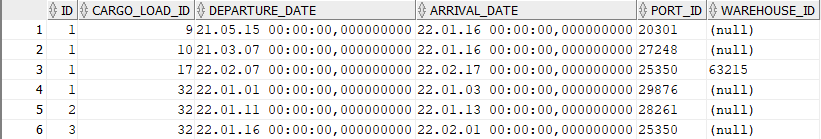 ID CARGO_LOAD_ID DEPARTURE_DATE ARRIVAL_DATE PORT_ID WAREHOUSE_ID
1 1 9 21.05.15 00:00:00,000000000 22.01.16 00:00:00,000000000 20301 (null)
2 1 10 21.03.07 00:00:00,000000000 22.01.16 00:00:00,000000000 27248 (null)
3 1 17 22.02.07 00:00:00,000000000 22.02.17 00:00:00,000000000 25350 63215
4 1 32 22.01.01 00:00:00,000000000 22.01.03 00:00:00,000000000 29876 (null)
5 2 32 22.01.11 00:00:00,000000000 22.01.13 00:00:00,000000000 28261 (null)
6 3 32 22.01.16 00:00:00,000000000 22.02.01 00:00:00,000000000 25350 (null)